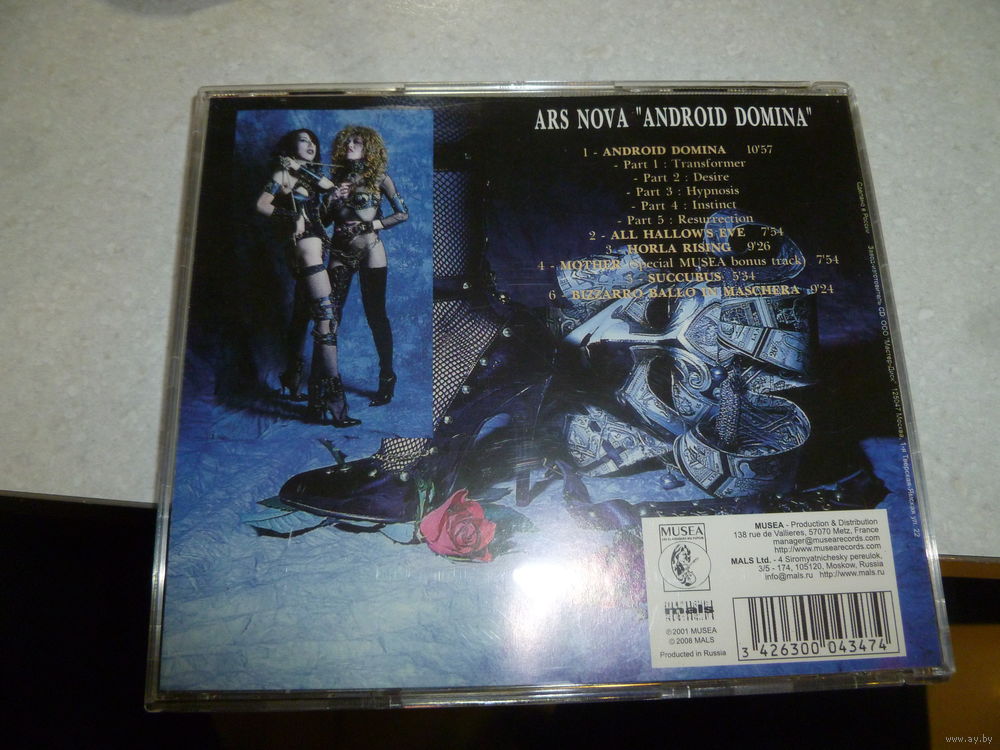 ARS NOVA "ANDROID DOMINA"
1 - ANDROID DOMINA 10'57
- Part 1 : Transformer
- Part 2 : Desire
- Part 3 : Hypnosis
- Part 4 : Instinct
- Part 5 : Resurrection
2 - ALL HALLOW'S EVE 7'54
3 - HORLA RISING 9'26
4 - MOTHER (Special MUSEA bonus track) 7'54
5 - SUCCUBUS 5'34
6 - BIZZARRO BALLO IN MASCHERA 9'24
Сделано в России
MUSEA
MUSEA - Production & Distribution
138 rue de Vallieres, 57070 Metz, France
manager@musearecords.com
http://www.musearecords.com
MALS Ltd. - 4 Siromyatnichesky pereulok,
3/5 - 174, 105120, Moskow, Russia
info@mals.ru http://www.mals.ru
mals
℗2001 MUSEA
©2008 MALS
Produced in Russia
3 426300 043474
www.ay.by